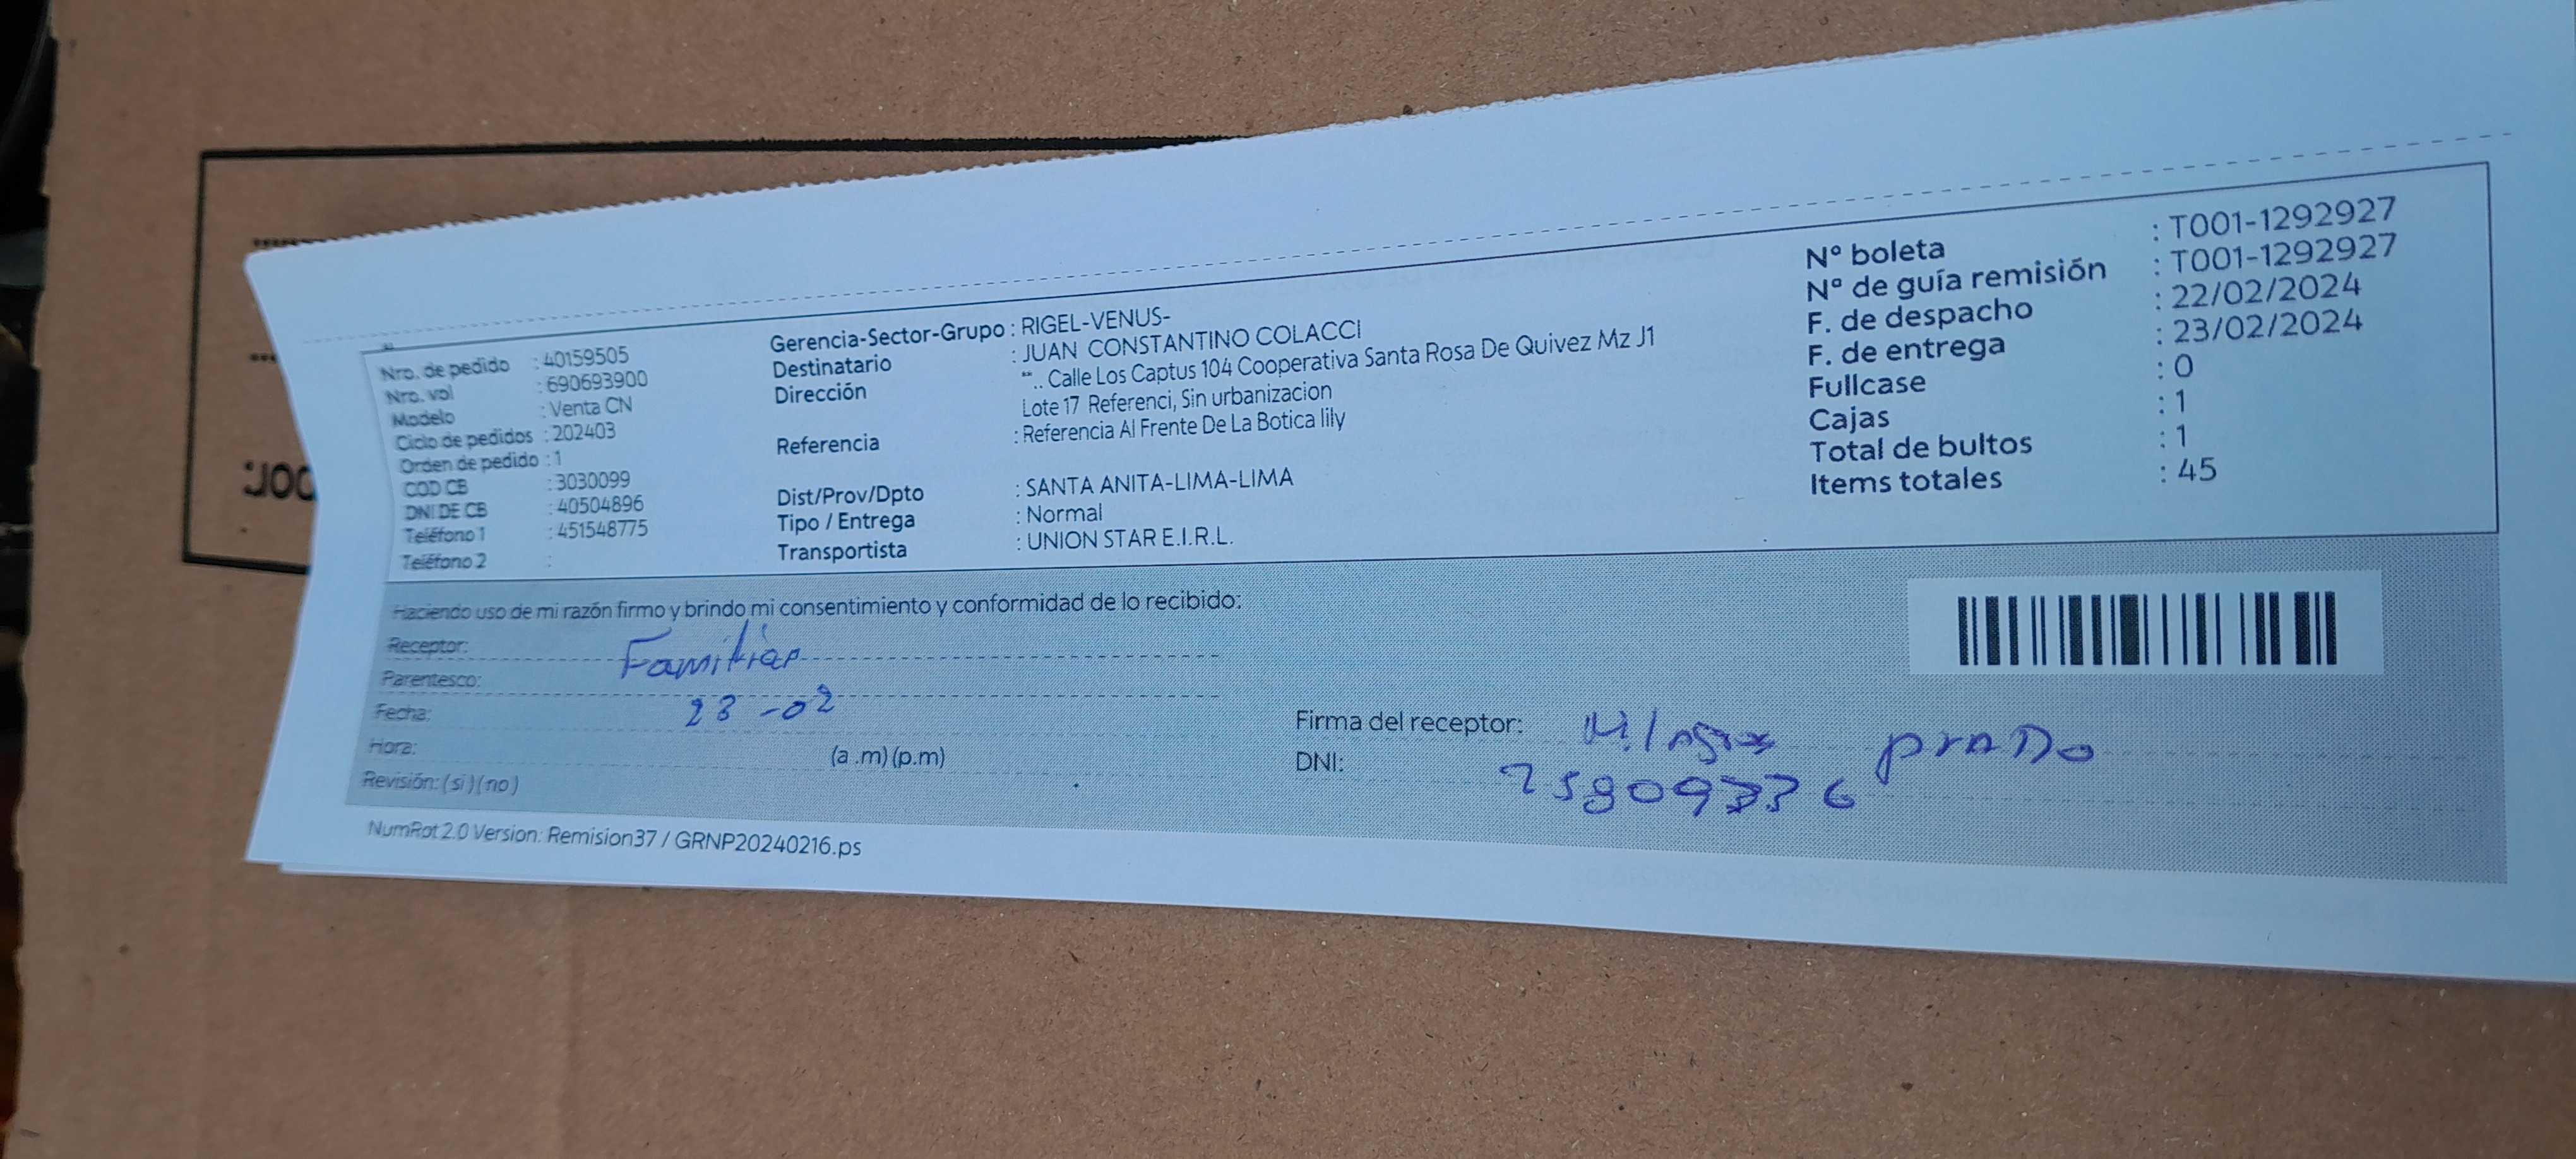 Nro. de pedido : 40159505
Nro. vol : 690693900
Modelo : Venta CN
Ciclo de pedidos : 202403
Orden de pedido : 1
COD CB : 3030099
DNI DE CB : 40504896
Teléfono 1 : 451548775
Teléfono 2 :
Gerencia-Sector-Grupo : RIGEL-VENUS-
Destinatario : JUAN CONSTANTINO COLACCI
Dirección "".. Calle Los Captus 104 Cooperativa Santa Rosa De Quivez Mz J1
Lote 17 Referenci, Sin urbanizacion
Referencia : Referencia Al Frente De La Botica lily
Dist/Prov/Dpto : SANTA ANITA-LIMA-LIMA
Tipo / Entrega : Normal
Transportista : UNION STAR E.I.R.L.
N° boleta : T001-1292927
N° de guía remisión : T001-1292927
F. de despacho : 22/02/2024
F. de entrega : 23/02/2024
Fullcase : 0
Cajas : 1
Total de bultos : 1
Items totales : 45
Haciendo uso de mi razón firmo y brindo mi consentimiento y conformidad de lo recibido:
Receptor:
Familiar
Parentesco:
Fecha: 23-02
Hora: (a .m) (p.m)
Revisión: (si) (no)
Firma del receptor: Milagros prado
DNI:
NumRot 2.0 Version: Remision37 / GRNP20240216.ps